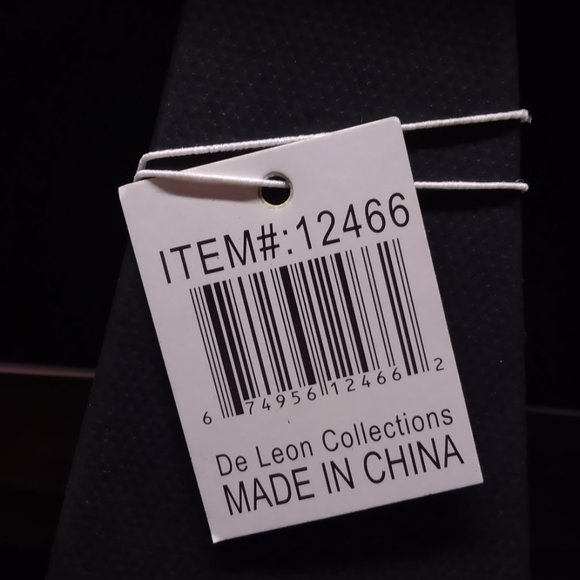 ITEM#:12466
6 74956 12466 2
De Leon Collections
MADE IN CHINA